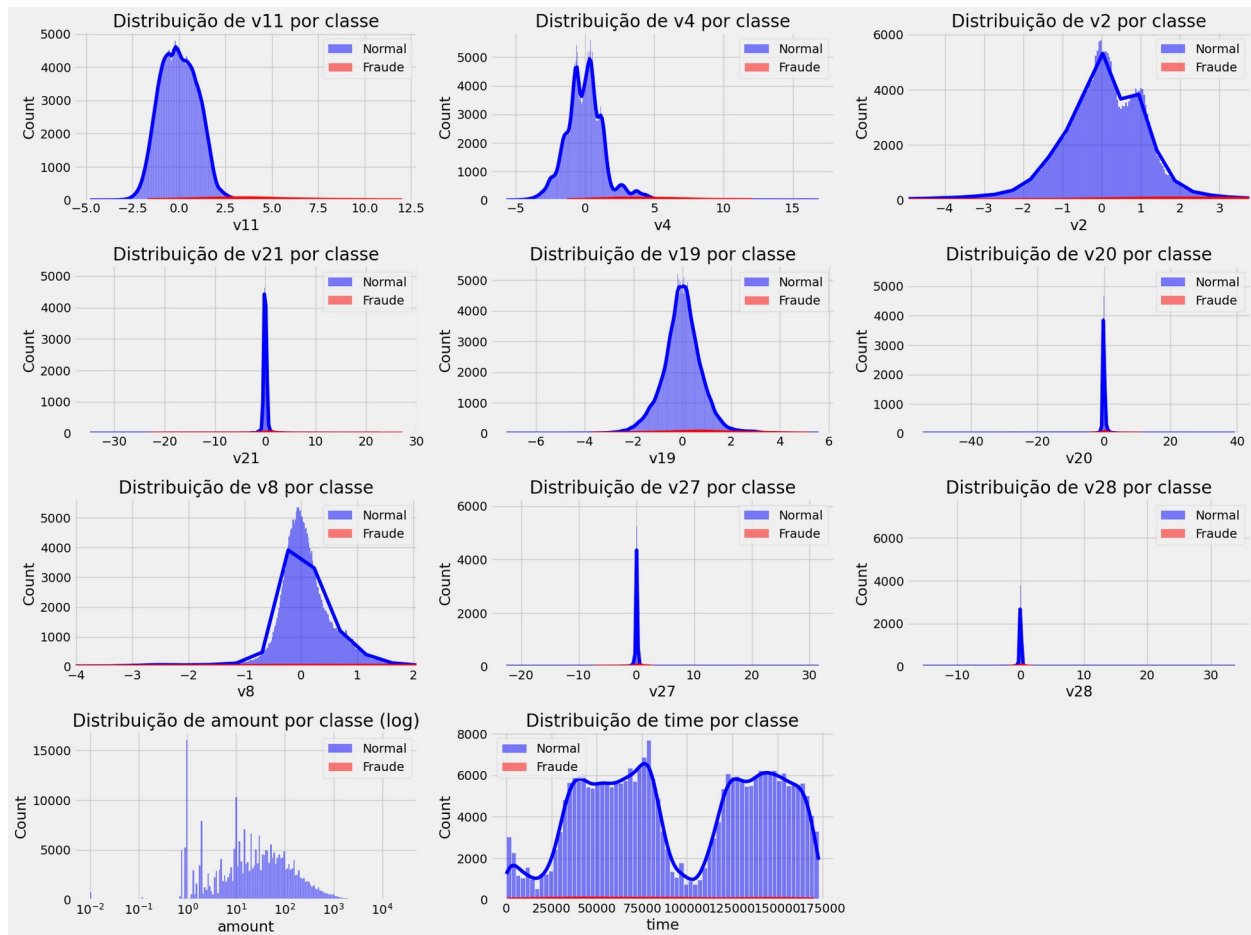 Distribuição de v11 por classe
Normal
Fraude
Count
5000
4000
3000
2000
1000
0
−5.0 −2.5 0.0 2.5 5.0 7.5 10.0 12.5
v11
Distribuição de v4 por classe
Normal
Fraude
Count
5000
4000
3000
2000
1000
0
−5 0 5 10 15
v4
Distribuição de v2 por classe
Normal
Fraude
Count
6000
4000
2000
0
−4 −3 −2 −1 0 1 2 3
v2
Distribuição de v21 por classe
Normal
Fraude
Count
5000
4000
3000
2000
1000
0
−30 −20 −10 0 10 20 30
v21
Distribuição de v19 por classe
Normal
Fraude
Count
5000
4000
3000
2000
1000
0
−6 −4 −2 0 2 4 6
v19
Distribuição de v20 por classe
Normal
Fraude
Count
5000
4000
3000
2000
1000
0
−40 −20 0 20 40
v20
Distribuição de v8 por classe
Normal
Fraude
Count
5000
4000
3000
2000
1000
0
−4 −3 −2 −1 0 1 2
v8
Distribuição de v27 por classe
Normal
Fraude
Count
6000
4000
2000
0
−20 −10 0 10 20 30
v27
Distribuição de v28 por classe
Normal
Fraude
Count
6000
4000
2000
0
−10 0 10 20 30
v28
Distribuição de amount por classe (log)
Normal
Fraude
Count
15000
10000
5000
0
10⁻² 10⁻¹ 10⁰ 10¹ 10² 10³ 10⁴
amount
Distribuição de time por classe
Normal
Fraude
Count
8000
6000
4000
2000
0
0 25000 50000 75000 100000 125000 150000 175000
time